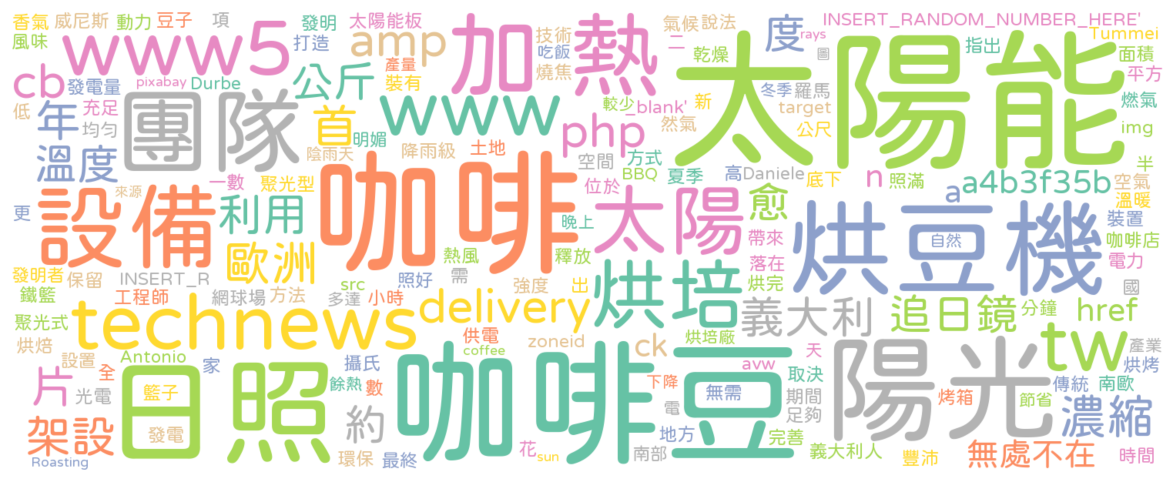 香氣 威尼斯 動力 豆子 項 太陽能板 技術 氣候 說法 INSERT_RANDOM_NUMBER_HERE'
風味 www5 發明 打造 amp 吃飯 加熱 二 度 乾燥 rays 指出 圖 Tummei
cb 發電量 pixabay Durbe 公斤 產量 裝有 燒焦 太陽能 冬季 羅馬 面積 平方
低 年 充足 均勻 團隊 首 www 明媚 較少 _blank' 然氣 新 target 公尺 燃氣
溫度 陰雨天 降雨級 土地 php 空間 方式 BBQ 夏季 高 Daniele 底下 img 半
來源 一數 聚光型 咖啡 位於 愈 n 照滿 a a4b3f35b 空氣 溫暖
更 設備 利用 歐洲 晚上 太陽 帶來 烘豆機 自然 裝置 咖啡店 電力
發明者 保留 INSERT_R 熱風 照好 需 釋放 落在 烘完 國
鐵籃 工程師 網球場 方法 src 多達 小時 強度 出 烘培 義大利 追日鏡 分鐘 href
聚光式 烘焙 technews delivery 供電 zoneid ck 烘培廠 tw 產業
設置 Antonio 家 攝氏 coffee avw 天 陽光 烘烤
片 全 日照 籃子 光電 餘熱 數 咖啡豆 下降 無需 取決 期間 烤箱 傳統 南歐
架設 發電 約 電 足夠 節省 濃縮
Roasting 環保 最終 花 sun 地方 南部 完善 義大利人 豐沛 無處不在 時間